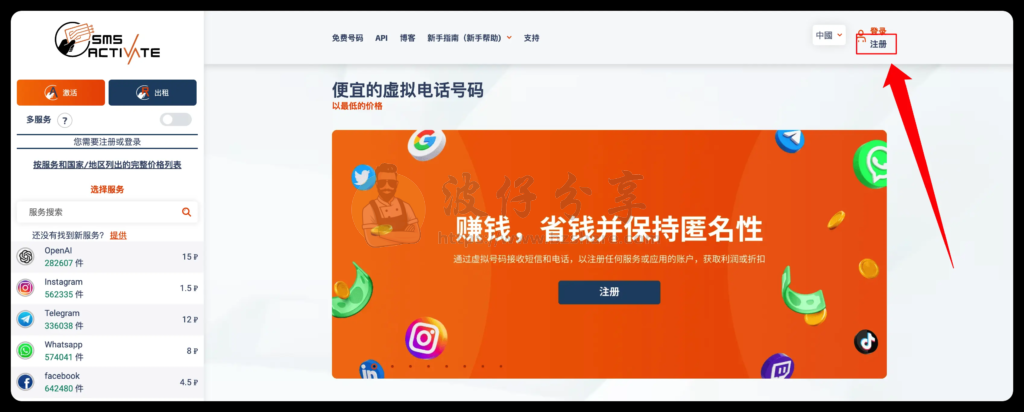 SMS
ACTIVATE
免费号码
API
博客
新手指南（新手帮助）
支持
中國
登录
注册
激活
出租
多服务
?
您需要注册或登录
按服务和国家/地区列出的完整价格列表
选择服务
服务搜索
还没有找到新服务？ 提供
OpenAI
282607 件
15 ₽
Instagram
562335 件
1.5 ₽
Telegram
336038 件
12 ₽
Whatsapp
574041 件
8 ₽
facebook
642480 件
4.5 ₽
便宜的虚拟电话号码
以最低的价格
波仔分享
赚钱，省钱并保持匿名性
通过虚拟号码接收短信和电话，以注册任何服务或应用的账户，获取利润或折扣
注册